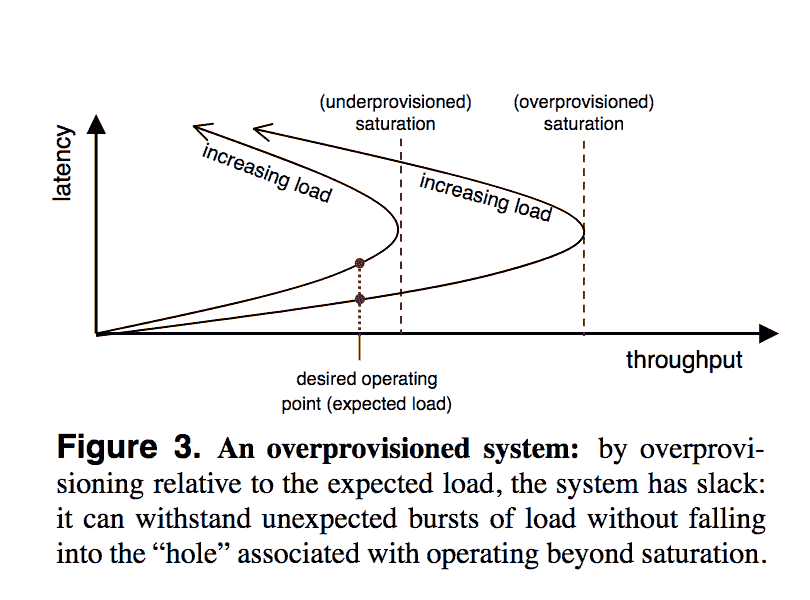 (underprovisioned)
saturation
(overprovisioned)
saturation
latency
increasing load
increasing load
throughput
desired operating
point (expected load)
Figure 3. An overprovisioned system: by overprovi-
sioning relative to the expected load, the system has slack:
it can withstand unexpected bursts of load without falling
into the “hole” associated with operating beyond saturation.